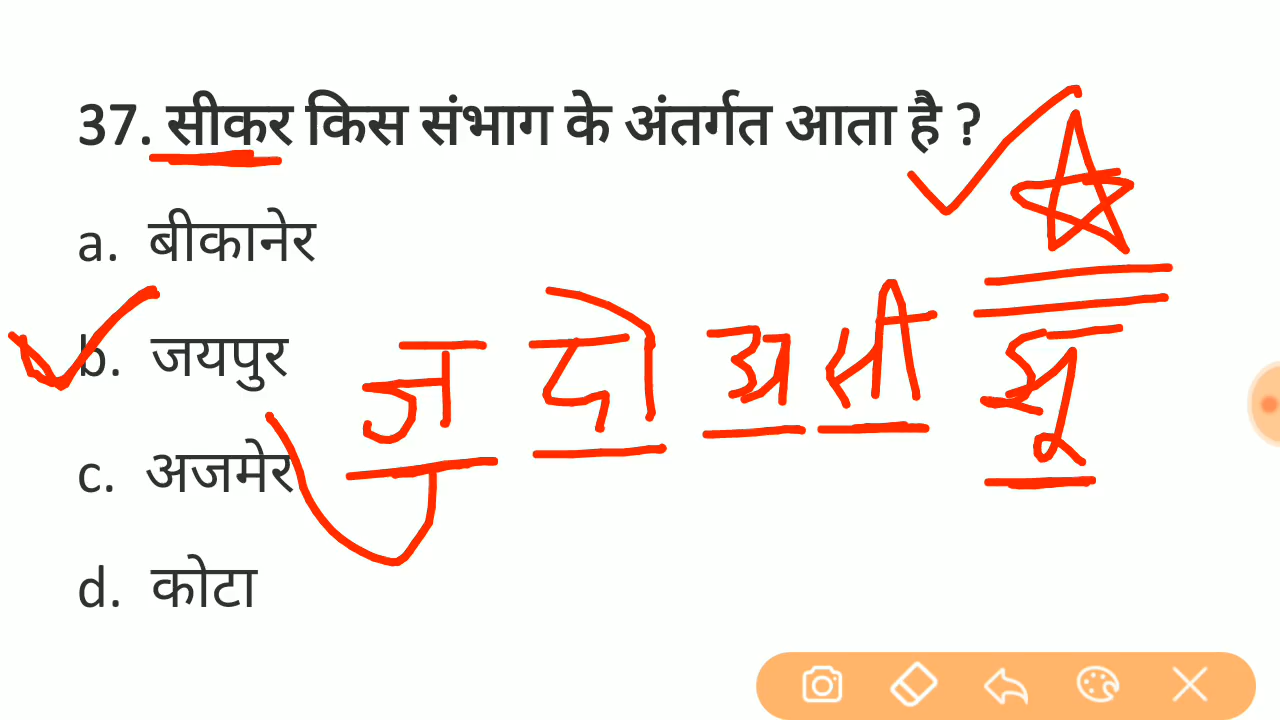 37. सीकर किस संभाग के अंतर्गत आता है ?
a. बीकानेर
b. जयपुर
ज दो अ सी झू
c. अजमेर
d. कोटा